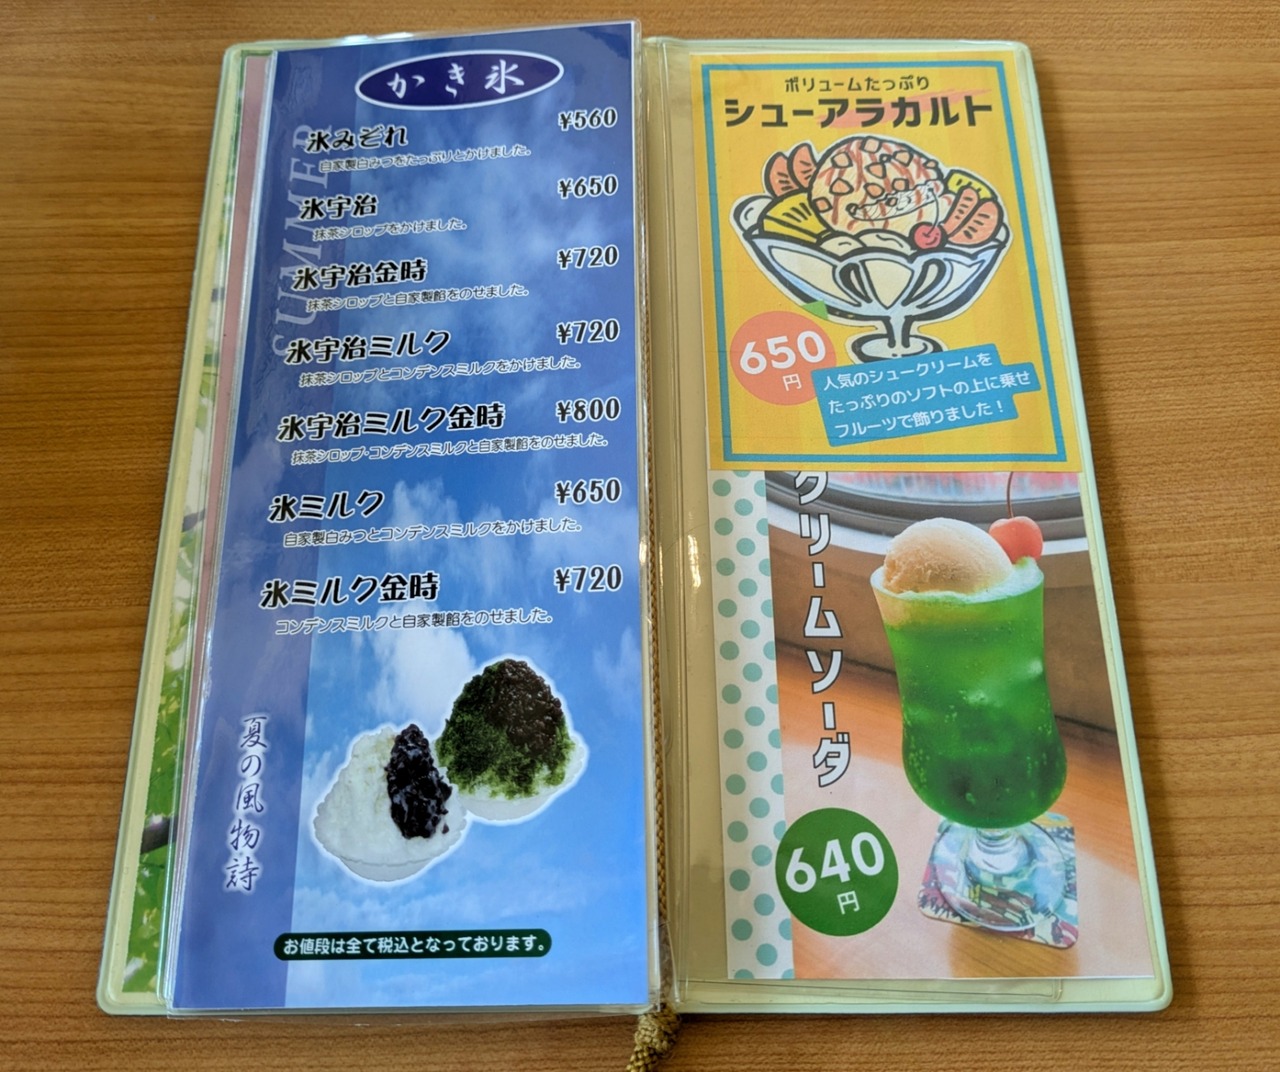 かき氷
SUMMER
氷みぞれ ¥560
自家製白みつをたっぷりとかけました。
氷宇治 ¥650
抹茶シロップをかけました。
氷宇治金時 ¥720
抹茶シロップと自家製餡をのせました。
氷宇治ミルク ¥720
抹茶シロップとコンデンスミルクをかけました。
氷宇治ミルク金時 ¥800
抹茶シロップ・コンデンスミルクと自家製餡をのせました。
氷ミルク ¥650
自家製白みつとコンデンスミルクをかけました。
氷ミルク金時 ¥720
コンデンスミルクと自家製餡をのせました。
夏の風物詩
お値段は全て税込となっております。
ボリュームたっぷり
シューアラカルト
650
円
人気のシュークリームを
たっぷりのソフトの上に乗せ
フルーツで飾りました！
クリームソーダ
640
円